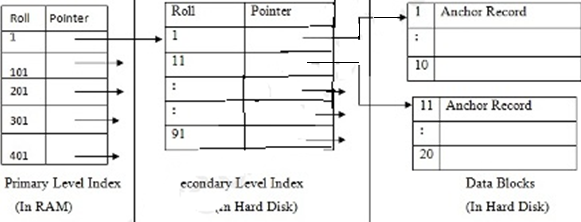 Roll Pointer
1
101
201
301
401
Primary Level Index
(In RAM)
Roll Pointer
1
11
:
:
91
econdary Level Index
(In Hard Disk)
1 Anchor Record
:
10
11 Anchor Record
:
20
Data Blocks
(In Hard Disk)